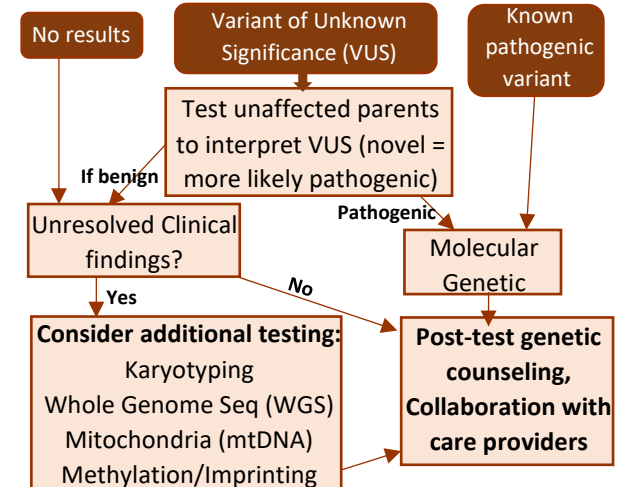 No results
Variant of Unknown
Significance (VUS)
Known
pathogenic
variant
Test unaffected parents
to interpret VUS (novel =
more likely pathogenic)
If benign
Pathogenic
Unresolved Clinical
findings?
Molecular
Genetic
No
Yes
Consider additional testing:
Karyotyping
Whole Genome Seq (WGS)
Mitochondria (mtDNA)
Methylation/Imprinting
Post-test genetic
counseling,
Collaboration with
care providers